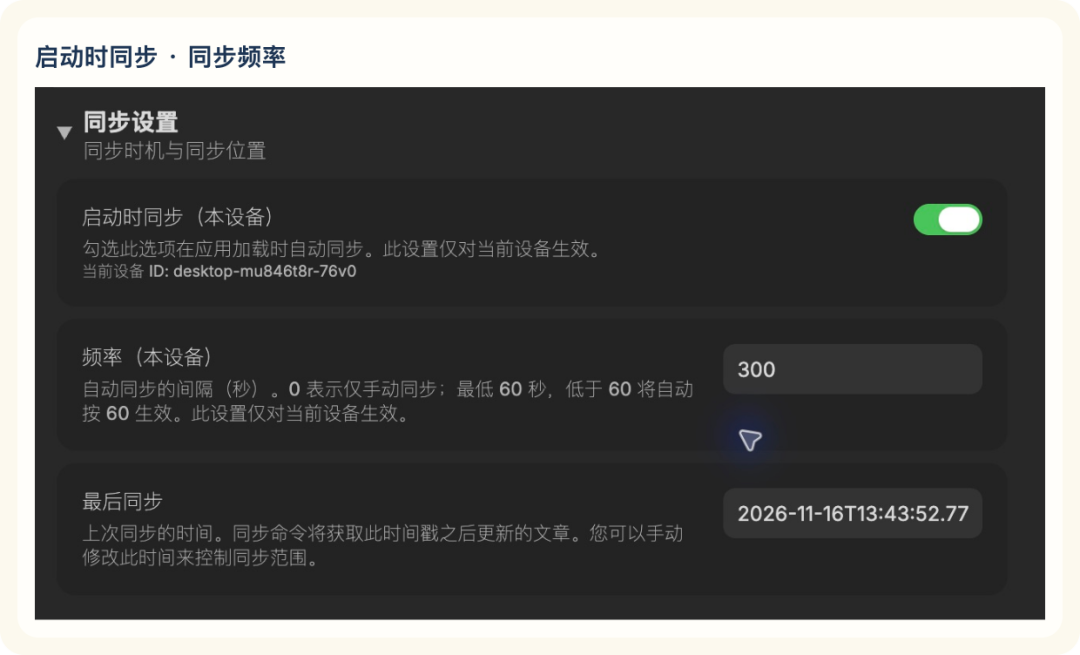 启动时同步 · 同步频率
同步设置
同步时机与同步位置
启动时同步（本设备）
勾选此选项在应用加载时自动同步。此设置仅对当前设备生效。
当前设备 ID: desktop-mu846t8r-76v0
频率（本设备）
300
自动同步的间隔（秒）。0 表示仅手动同步；最低 60 秒，低于 60 将自动
按 60 生效。此设置仅对当前设备生效。
最后同步
2026-11-16T13:43:52.77
上次同步的时间。同步命令将获取此时间戳之后更新的文章。您可以手动
修改此时间来控制同步范围。